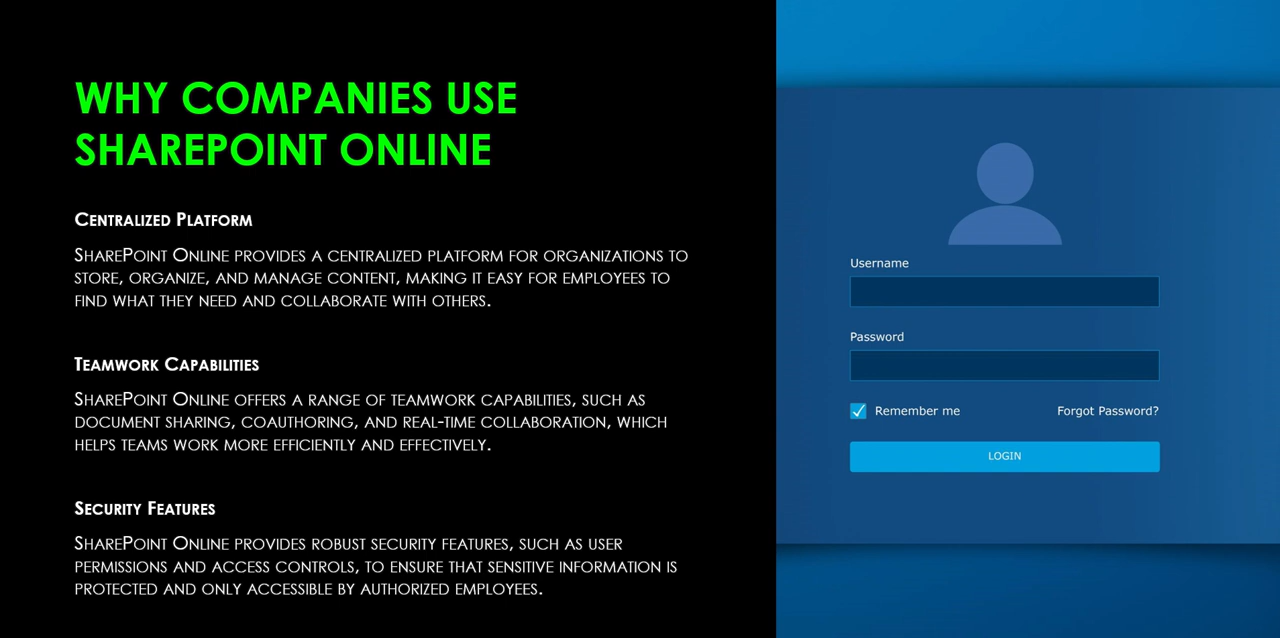 WHY COMPANIES USE
SHAREPOINT ONLINE
Centralized Platform
SharePoint Online provides a centralized platform for organizations to
store, organize, and manage content, making it easy for employees to
find what they need and collaborate with others.
Teamwork Capabilities
SharePoint Online offers a range of teamwork capabilities, such as
document sharing, coauthoring, and real-time collaboration, which
helps teams work more efficiently and effectively.
Security Features
SharePoint Online provides robust security features, such as user
permissions and access controls, to ensure that sensitive information is
protected and only accessible by authorized employees.
Username
Password
Remember me
Forgot Password?
LOGIN